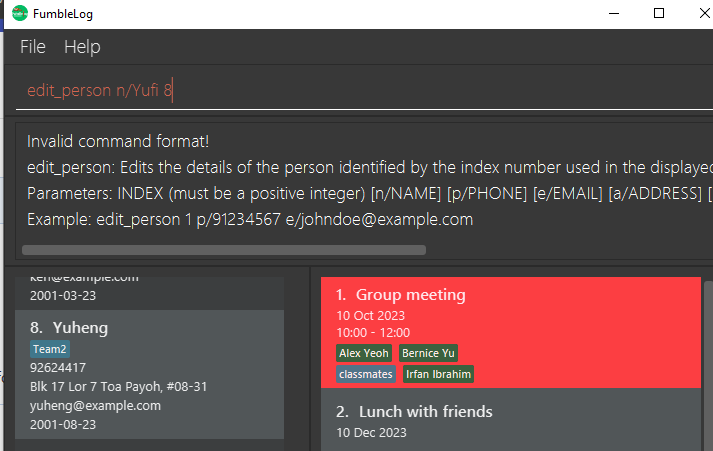 FumbleLog
File Help
edit_person n/Yufi 8
Invalid command format!
edit_person: Edits the details of the person identified by the index number used in the displayed
Parameters: INDEX (must be a positive integer) [n/NAME] [p/PHONE] [e/EMAIL] [a/ADDRESS] [
Example: edit_person 1 p/91234567 e/johndoe@example.com
ken@example.com
2001-03-23
8. Yuheng
Team2
92624417
Blk 17 Lor 7 Toa Payoh, #08-31
yuheng@example.com
2001-08-23
1. Group meeting
10 Oct 2023
10:00 - 12:00
Alex Yeoh Bernice Yu
classmates Irfan Ibrahim
2. Lunch with friends
10 Dec 2023